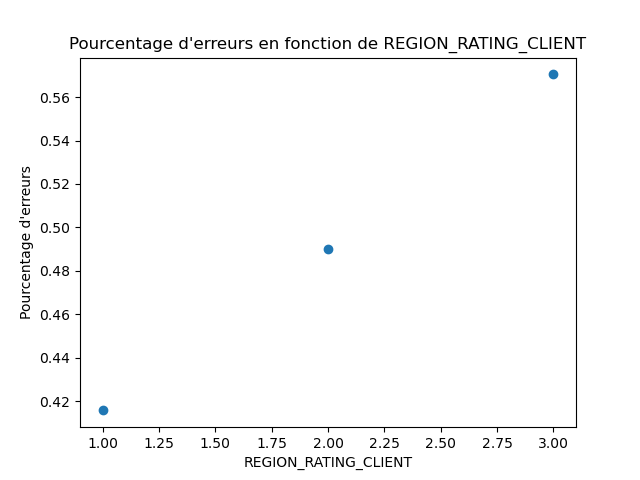 Pourcentage d'erreurs en fonction de REGION_RATING_CLIENT
0.56
0.54
0.52
0.50
0.48
0.46
0.44
0.42
Pourcentage d'erreurs
1.00 1.25 1.50 1.75 2.00 2.25 2.50 2.75 3.00
REGION_RATING_CLIENT